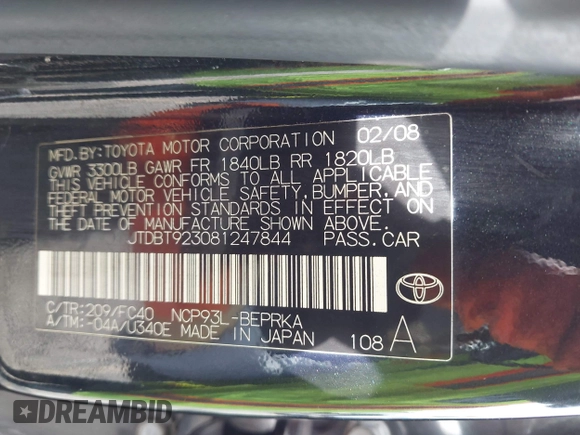 MFD.BY:TOYOTA MOTOR CORPORATION 02/08
GVWR 3300LB GAWR FR 1840LB RR 1820LB
THIS VEHICLE CONFORMS TO ALL APPLICABLE
FEDERAL MOTOR VEHICLE SAFETY, BUMPER, AND
THEFT PREVENTION STANDARDS IN EFFECT ON
THE DATE OF MANUFACTURE SHOWN ABOVE.
JTDBT923081247844 PASS.CAR
C/TR:209/FC40 NCP93L-BEPRKA
A/TM:-04A/U340E MADE IN JAPAN 108 A
TOYOTA
DREAMBID